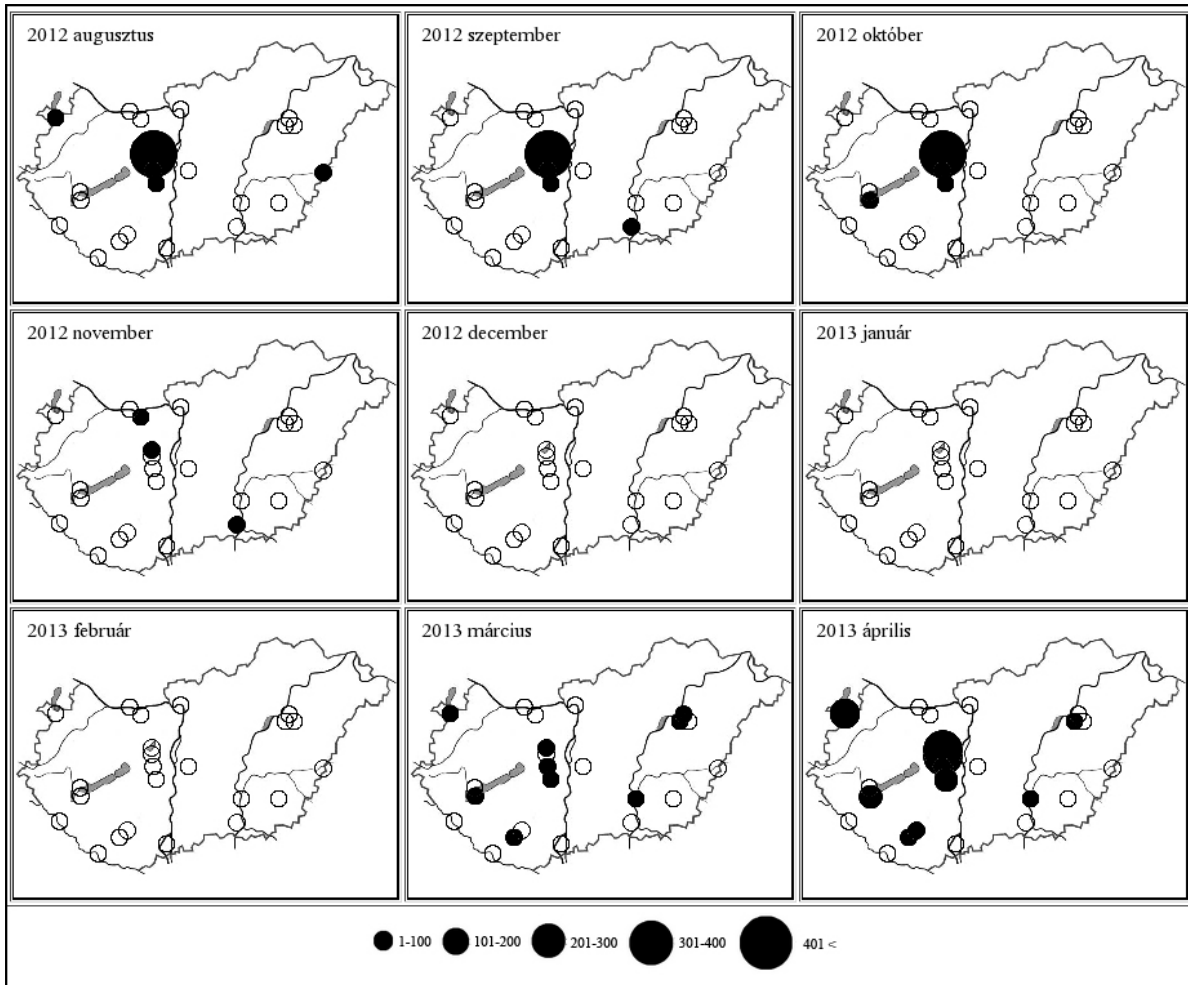 2012 augusztus
2012 szeptember
2012 október
2012 november
2012 december
2013 január
2013 február
2013 március
2013 április
1-100 101-200 201-300 301-400 401 <